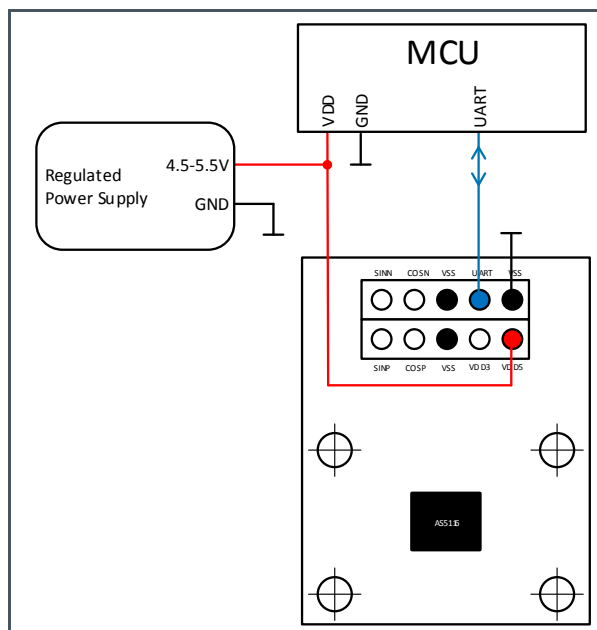 MCU
VDD
GND
UART
Regulated
Power Supply
4.5-5.5V
GND
SINN COSN VSS UART VSS
SINP COSP VSS VDD3 VDD5
AS5116